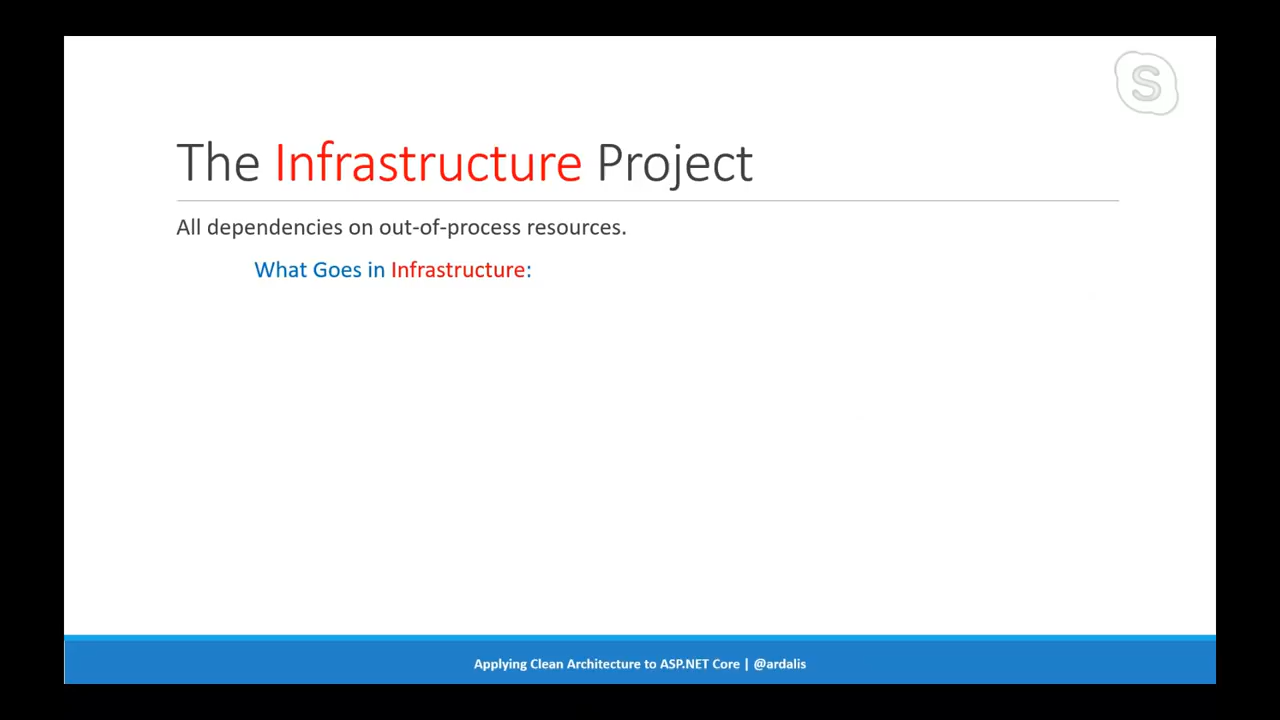 S
The Infrastructure Project
All dependencies on out-of-process resources.
What Goes in Infrastructure:
Applying Clean Architecture to ASP.NET Core | @ardalis